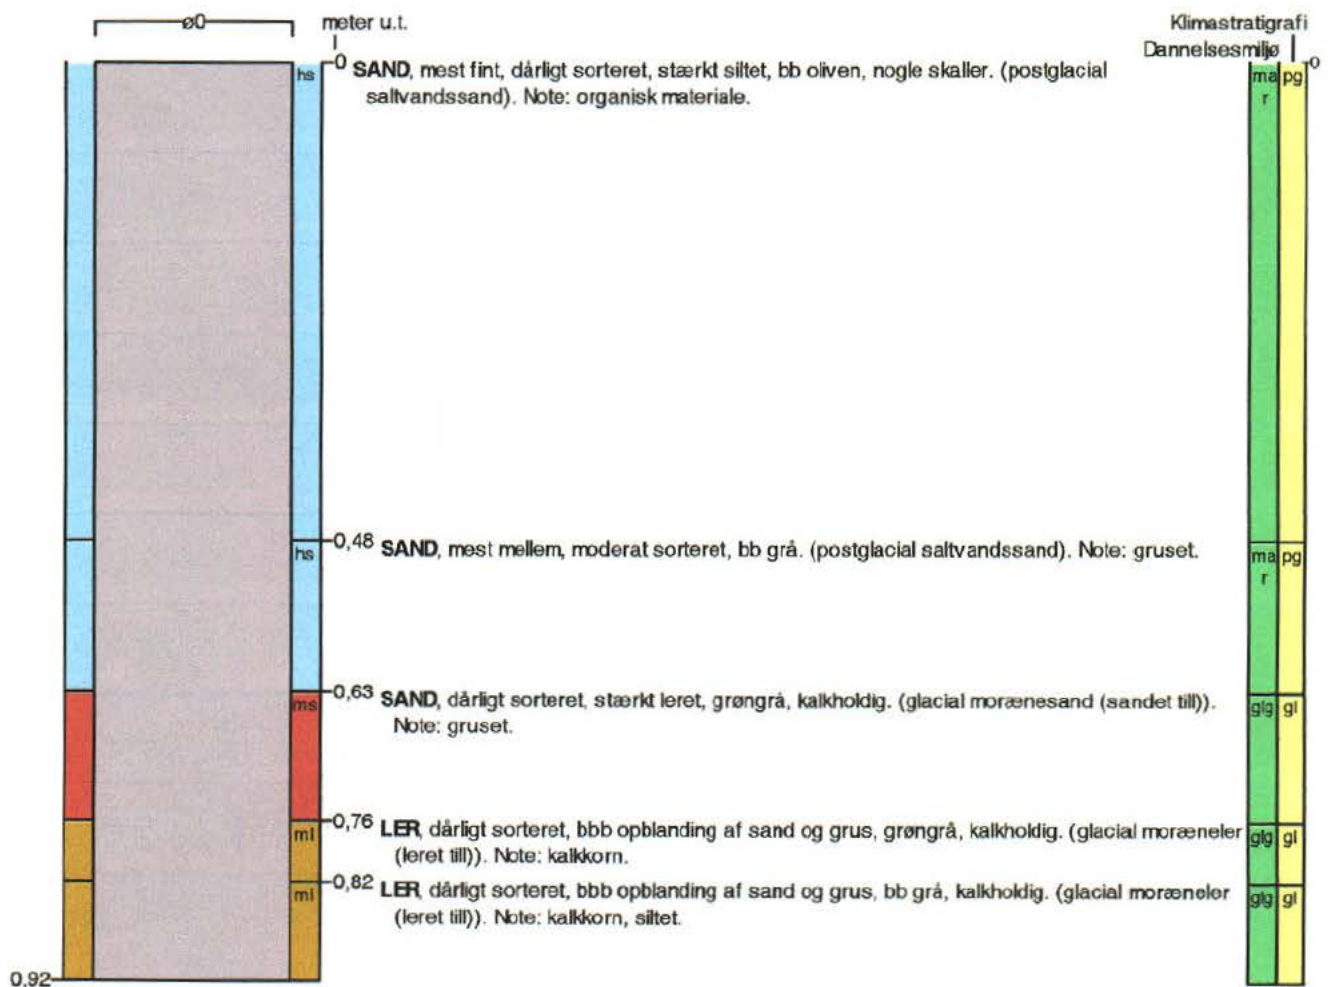 ø0 meter u.t. Klimastratigrafi
Dannelsesmiljø
0 SAND, mest fint, dårligt sorteret, stærkt siltet, bb oliven, nogle skaller. (postglacial 0
hs saltvandssand). Note: organisk materiale. ma pg
r
0,48 SAND, mest mellem, moderat sorteret, bb grå. (postglacial saltvandssand). Note: gruset.
hs ma pg
r
0,63 SAND, dårligt sorteret, stærkt leret, grøngrå, kalkholdig. (glacial morænesand (sandet till)).
ms Note: gruset. glg gl
0,76 LER, dårligt sorteret, bbb opblanding af sand og grus, grøngrå, kalkholdig. (glacial moræneler
ml (leret till)). Note: kalkkorn. glg gl
0,82 LER, dårligt sorteret, bbb opblanding af sand og grus, bb grå, kalkholdig. (glacial moræneler
ml (leret till)). Note: kalkkorn, siltet. glg gl
0.92